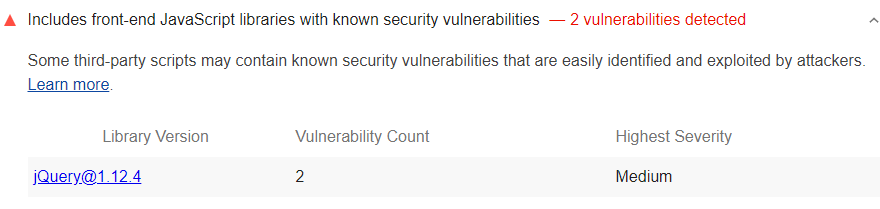 Includes front-end JavaScript libraries with known security vulnerabilities — 2 vulnerabilities detected
Some third-party scripts may contain known security vulnerabilities that are easily identified and exploited by attackers.
Learn more.
Library Version Vulnerability Count Highest Severity
jQuery@1.12.4 2 Medium